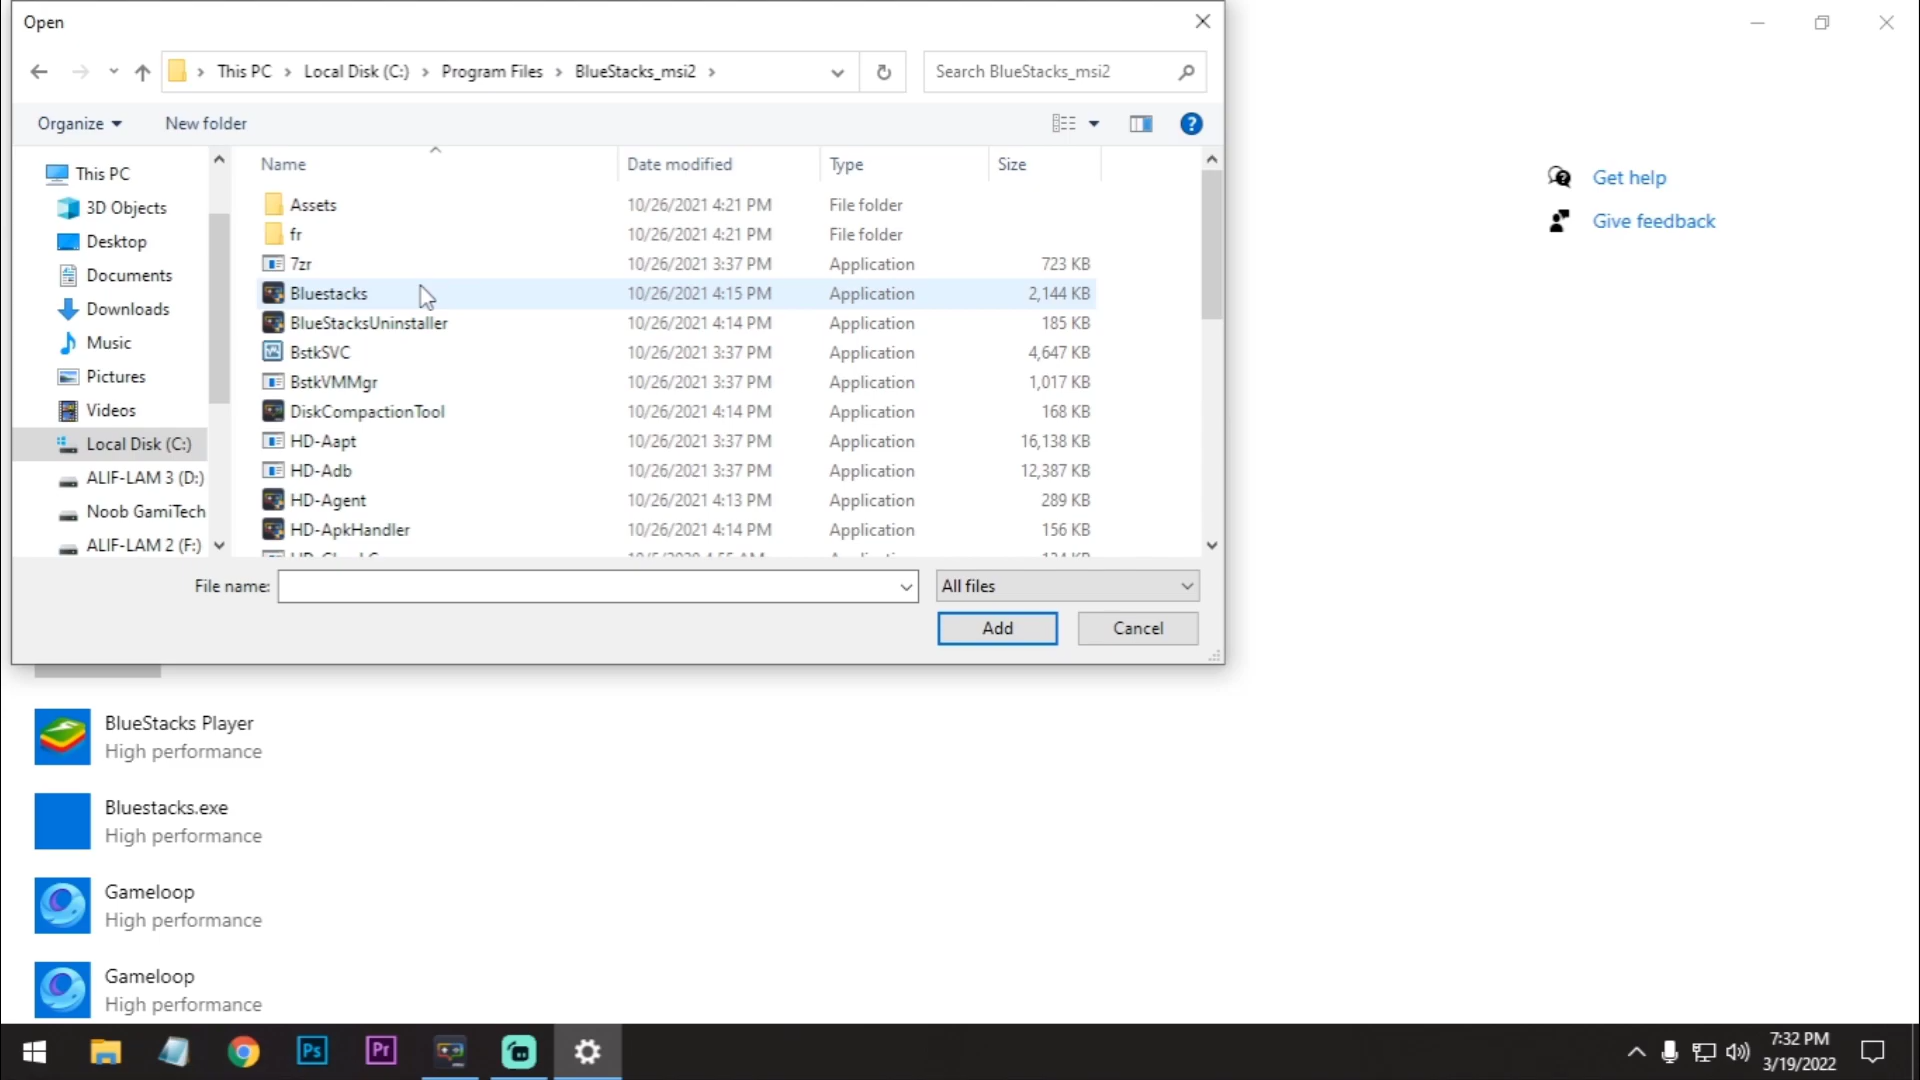 Open
This PC > Local Disk (C:) > Program Files > BlueStacks_msi2 >
Search BlueStacks_msi2
Organize
New folder
?
Name
Date modified
Type
Size
This PC
3D Objects
Desktop
Documents
Downloads
Music
Pictures
Videos
Local Disk (C:)
ALIF-LAM 3 (D:)
Noob GamiTech
ALIF-LAM 2 (F:)
Assets 10/26/2021 4:21 PM File folder
fr 10/26/2021 4:21 PM File folder
7zr 10/26/2021 3:37 PM Application 723 KB
Bluestacks 10/26/2021 4:15 PM Application 2,144 KB
BlueStacksUninstaller 10/26/2021 4:14 PM Application 185 KB
BstkSVC 10/26/2021 3:37 PM Application 4,647 KB
BstkVMMgr 10/26/2021 3:37 PM Application 1,017 KB
DiskCompactionTool 10/26/2021 4:14 PM Application 168 KB
HD-Aapt 10/26/2021 3:37 PM Application 16,138 KB
HD-Adb 10/26/2021 3:37 PM Application 12,387 KB
HD-Agent 10/26/2021 4:13 PM Application 289 KB
HD-ApkHandler 10/26/2021 4:14 PM Application 156 KB
File name:
All files
Add
Cancel
Get help
Give feedback
BlueStacks Player
High performance
Bluestacks.exe
High performance
Gameloop
High performance
Gameloop
High performance
Ps
Pr
7:32 PM
3/19/2022